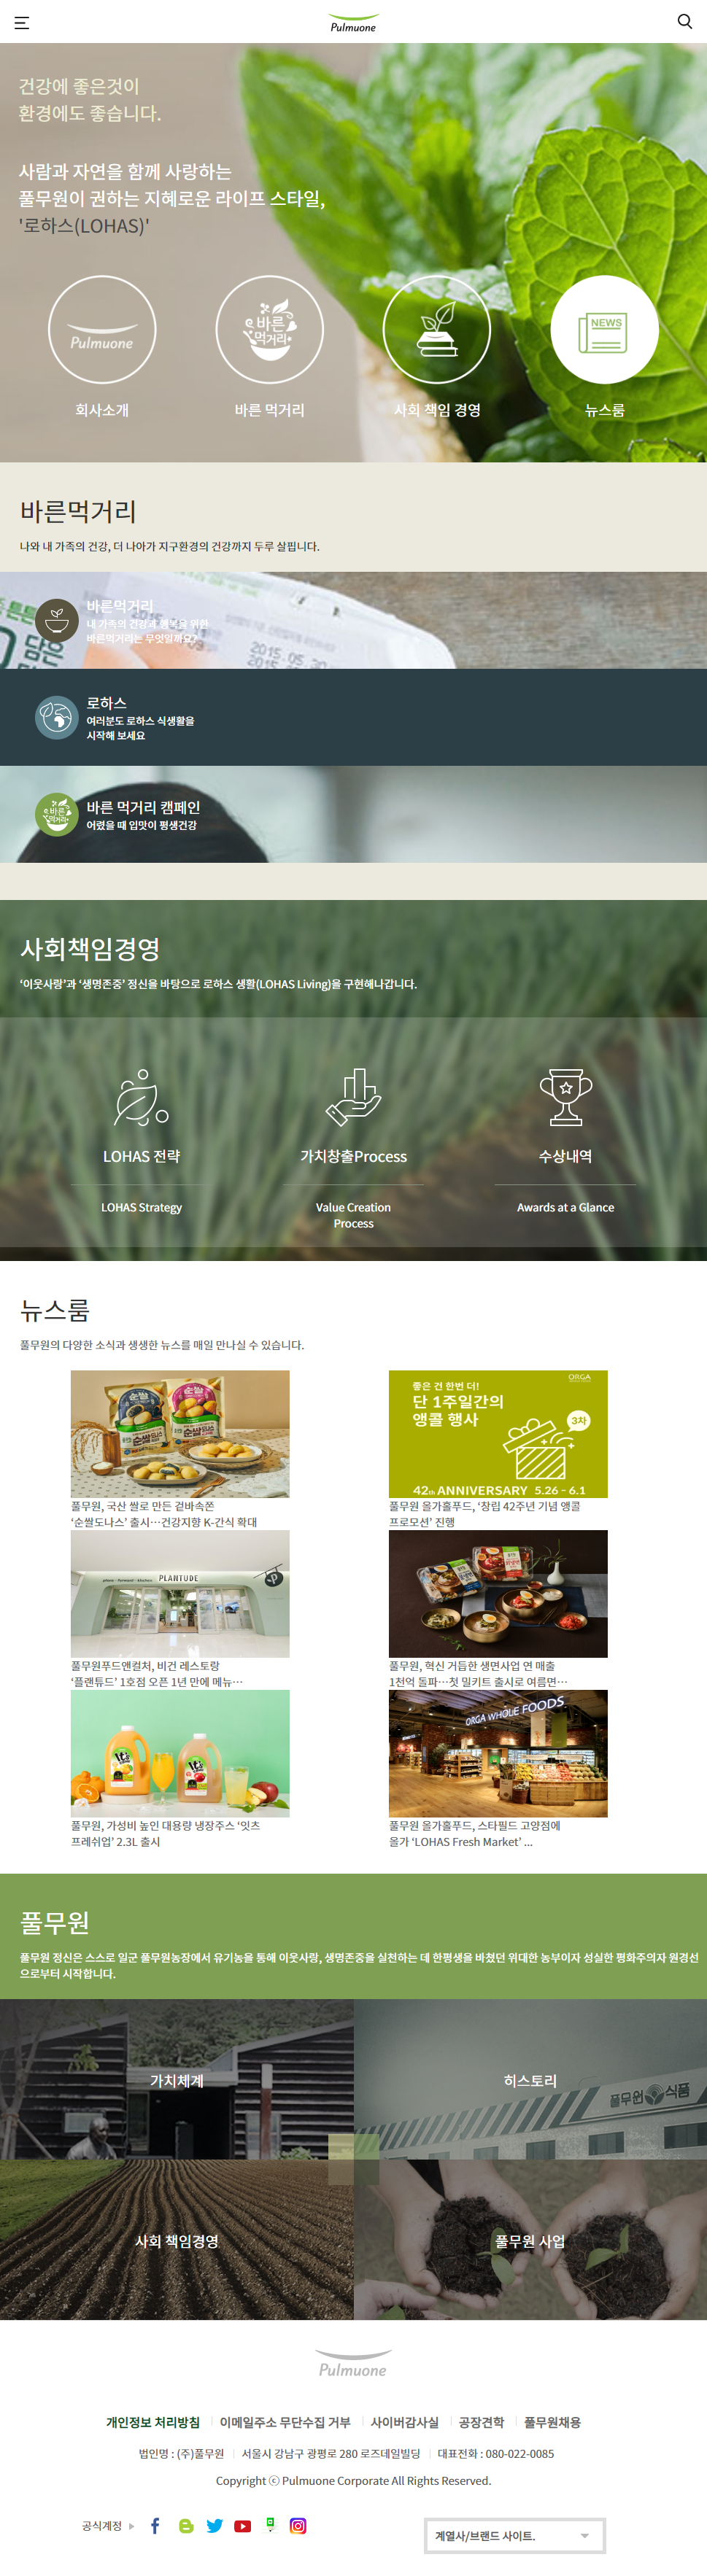 Pulmuone
건강에 좋은것이
환경에도 좋습니다.
사람과 자연을 함께 사랑하는
풀무원이 권하는 지혜로운 라이프 스타일,
'로하스(LOHAS)'
Pulmuone
바른
먹거리
NEWS
회사소개
바른 먹거리
사회 책임 경영
뉴스룸
바른먹거리
나와 내 가족의 건강, 더 나아가 지구환경의 건강까지 두루 살핍니다.
바른먹거리
내 가족의 건강과 행복을 위한
바른먹거리는 무엇일까요?
2015.05.30
로하스
여러분도 로하스 식생활을
시작해 보세요
바른
먹거리
바른 먹거리 캠페인
어렸을 때 입맛이 평생건강
사회책임경영
‘이웃사랑’과 ‘생명존중’ 정신을 바탕으로 로하스 생활(LOHAS Living)을 구현해나갑니다.
LOHAS 전략
가치창출Process
수상내역
LOHAS Strategy
Value Creation
Process
Awards at a Glance
뉴스룸
풀무원의 다양한 소식과 생생한 뉴스를 매일 만나실 수 있습니다.
순쌀
순쌀
ORGA
좋은 건 한번 더!
단 1주일간의
앵콜 행사
3차
42th ANNIVERSARY 5.26 - 6.1
풀무원, 국산 쌀로 만든 겉바속쫀
‘순쌀도나스’ 출시…건강지향 K-간식 확대
풀무원 올가홀푸드, ‘창립 42주년 기념 앵콜
프로모션’ 진행
PLANTUDE
풀무원푸드앤컬처, 비건 레스토랑
‘플랜튜드’ 1호점 오픈 1년 만에 메뉴…
풀무원, 혁신 거듭한 생면사업 연 매출
1천억 돌파…첫 밀키트 출시로 여름면…
It's
ORGA WHOLE FOODS
풀무원, 가성비 높인 대용량 냉장주스 ‘잇츠
프레쉬업’ 2.3L 출시
풀무원 올가홀푸드, 스타필드 고양점에
올가 ‘LOHAS Fresh Market’ ...
풀무원
풀무원 정신은 스스로 일군 풀무원농장에서 유기농을 통해 이웃사랑, 생명존중을 실천하는 데 한평생을 바쳤던 위대한 농부이자 성실한 평화주의자 원경선
으로부터 시작합니다.
가치체계
히스토리
풀무원 식품
사회 책임경영
풀무원 사업
Pulmuone
개인정보 처리방침
이메일주소 무단수집 거부
사이버감사실
공장견학
풀무원채용
법인명 : (주)풀무원
서울시 강남구 광평로 280 로즈데일빌딩
대표전화 : 080-022-0085
Copyright ⓒ Pulmuone Corporate All Rights Reserved.
공식계정
계열사/브랜드 사이트.